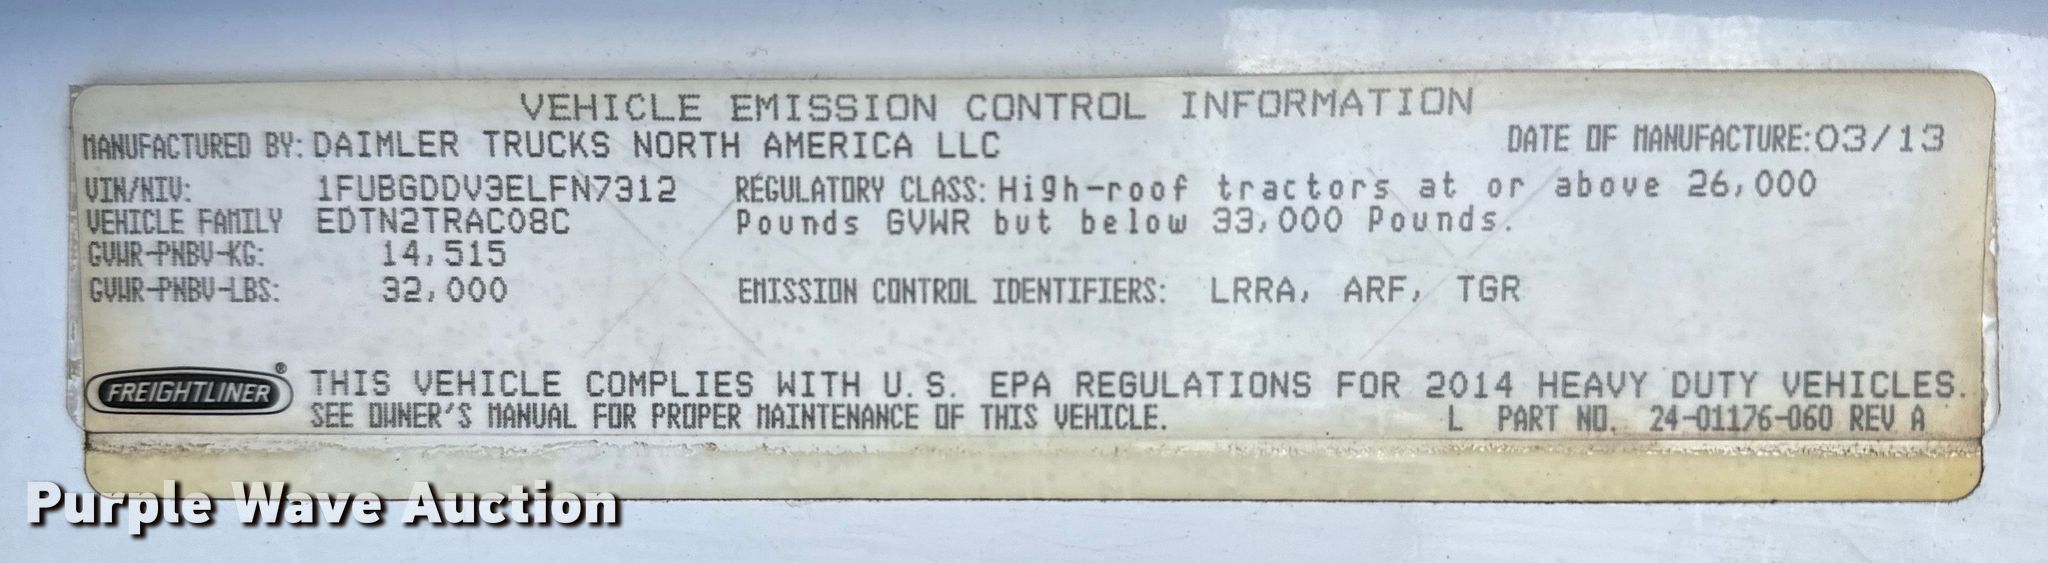 VEHICLE EMISSION CONTROL INFORMATION
MANUFACTURED BY: DAIMLER TRUCKS NORTH AMERICA LLC DATE OF MANUFACTURE: 03/13
VIN/NIV: 1FUBGDDV3ELFN7312 REGULATORY CLASS: High-roof tractors at or above 26,000
VEHICLE FAMILY EDTN2TRAC08C Pounds GVWR but below 33,000 Pounds.
GVWR-PNBV-KG: 14,515
GVWR-PNBV-LBS: 32,000 EMISSION CONTROL IDENTIFIERS: LRRA, ARF, TGR
FREIGHTLINER® THIS VEHICLE COMPLIES WITH U.S. EPA REGULATIONS FOR 2014 HEAVY DUTY VEHICLES.
SEE OWNER'S MANUAL FOR PROPER MAINTENANCE OF THIS VEHICLE. L PART NO. 24-01176-060 REV A
Purple Wave Auction